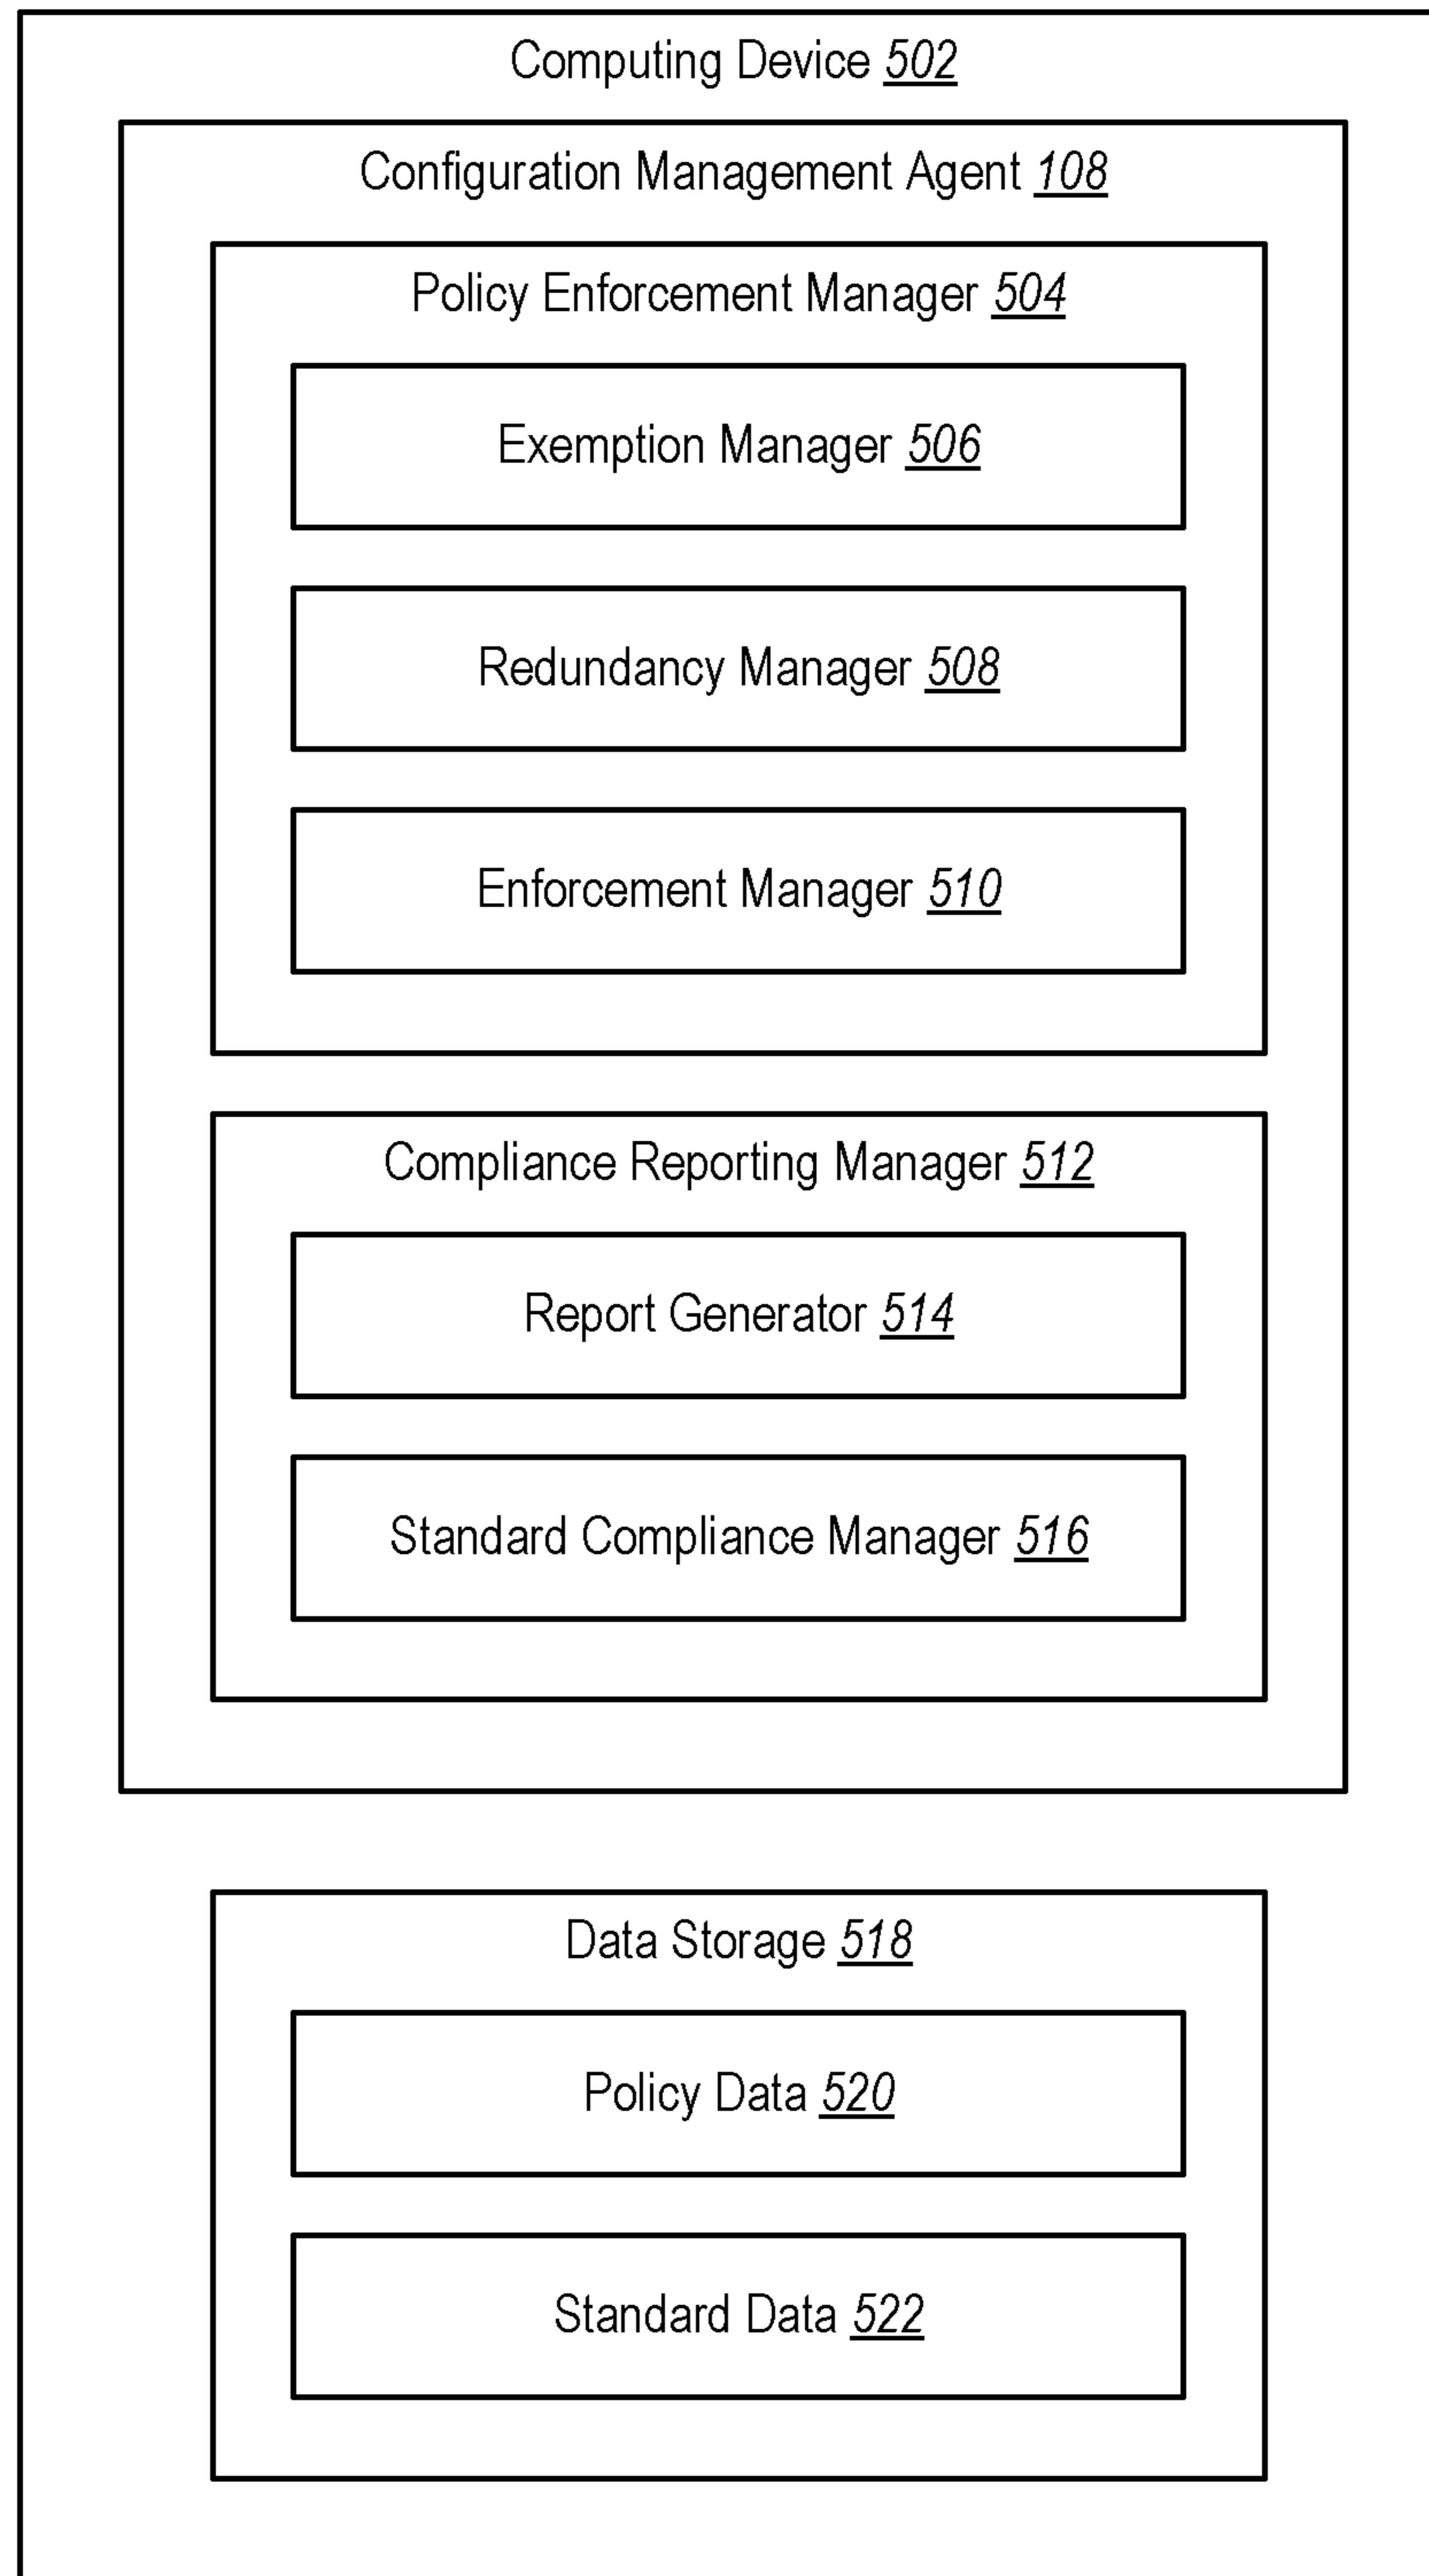 Computing Device 502
Configuration Management Agent 108
Policy Enforcement Manager 504
Exemption Manager 506
Redundancy Manager 508
Enforcement Manager 510
Compliance Reporting Manager 512
Report Generator 514
Standard Compliance Manager 516
Data Storage 518
Policy Data 520
Standard Data 522